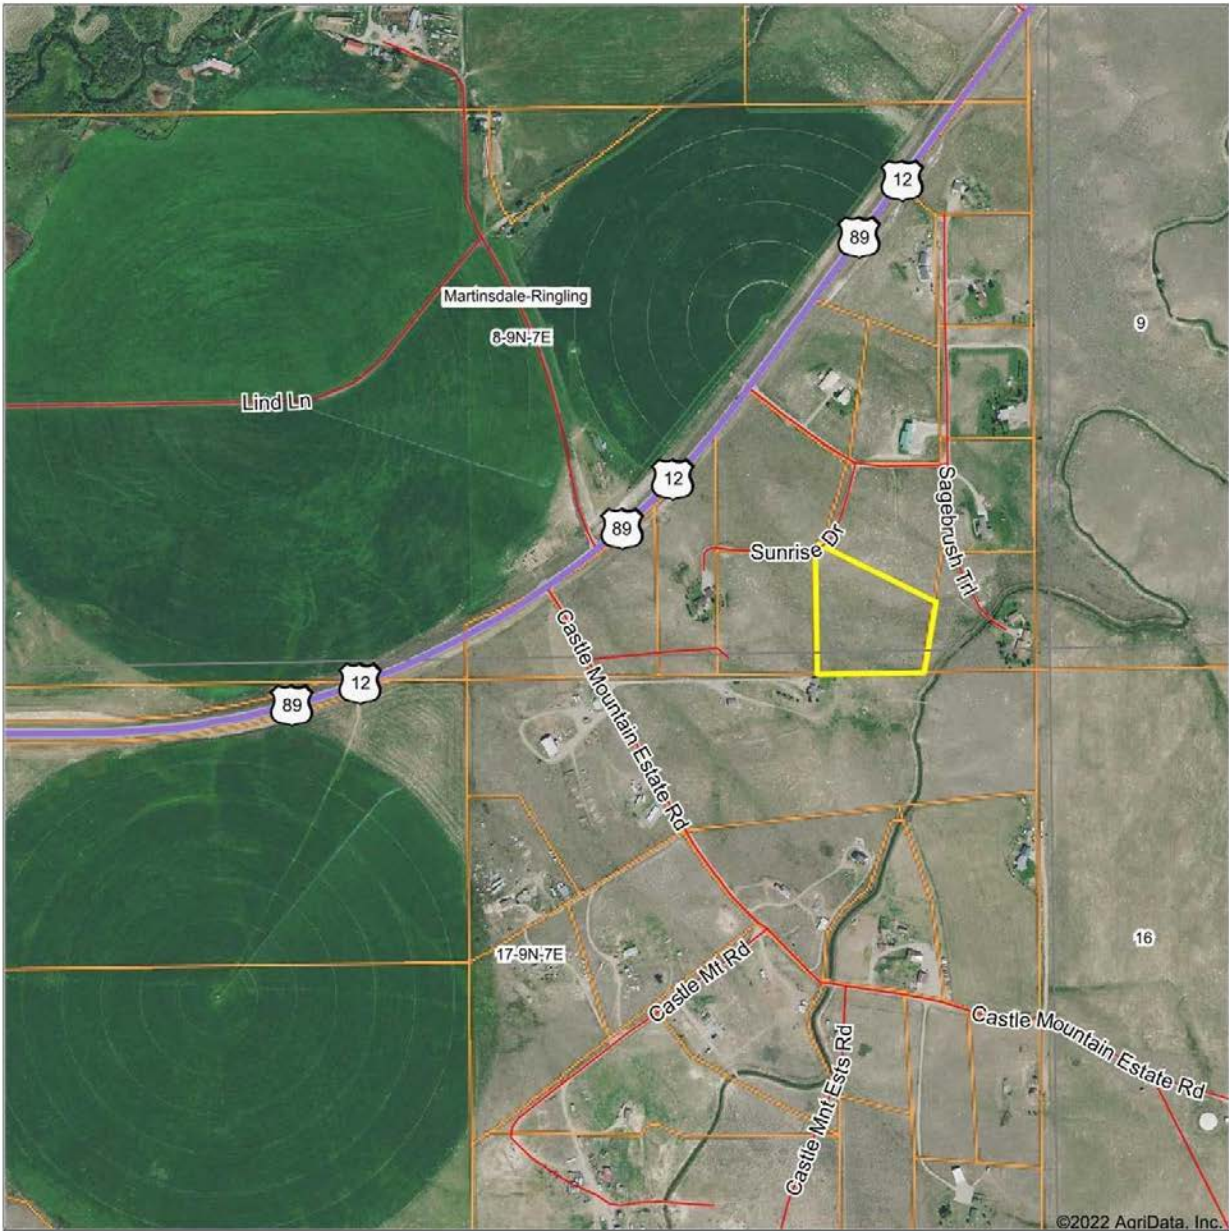 12
89
Martinsdale-Ringling
8-9N-7E
9
Lind Ln
12
89
Sagebrush Trl
Sunrise Dr
Castle Mountain Estate Rd
12
89
17-9N-7E
16
Castle Mt Rd
Castle Mountain Estate Rd
Castle Mnt Ests Rd
©2022 AgriData, Inc.